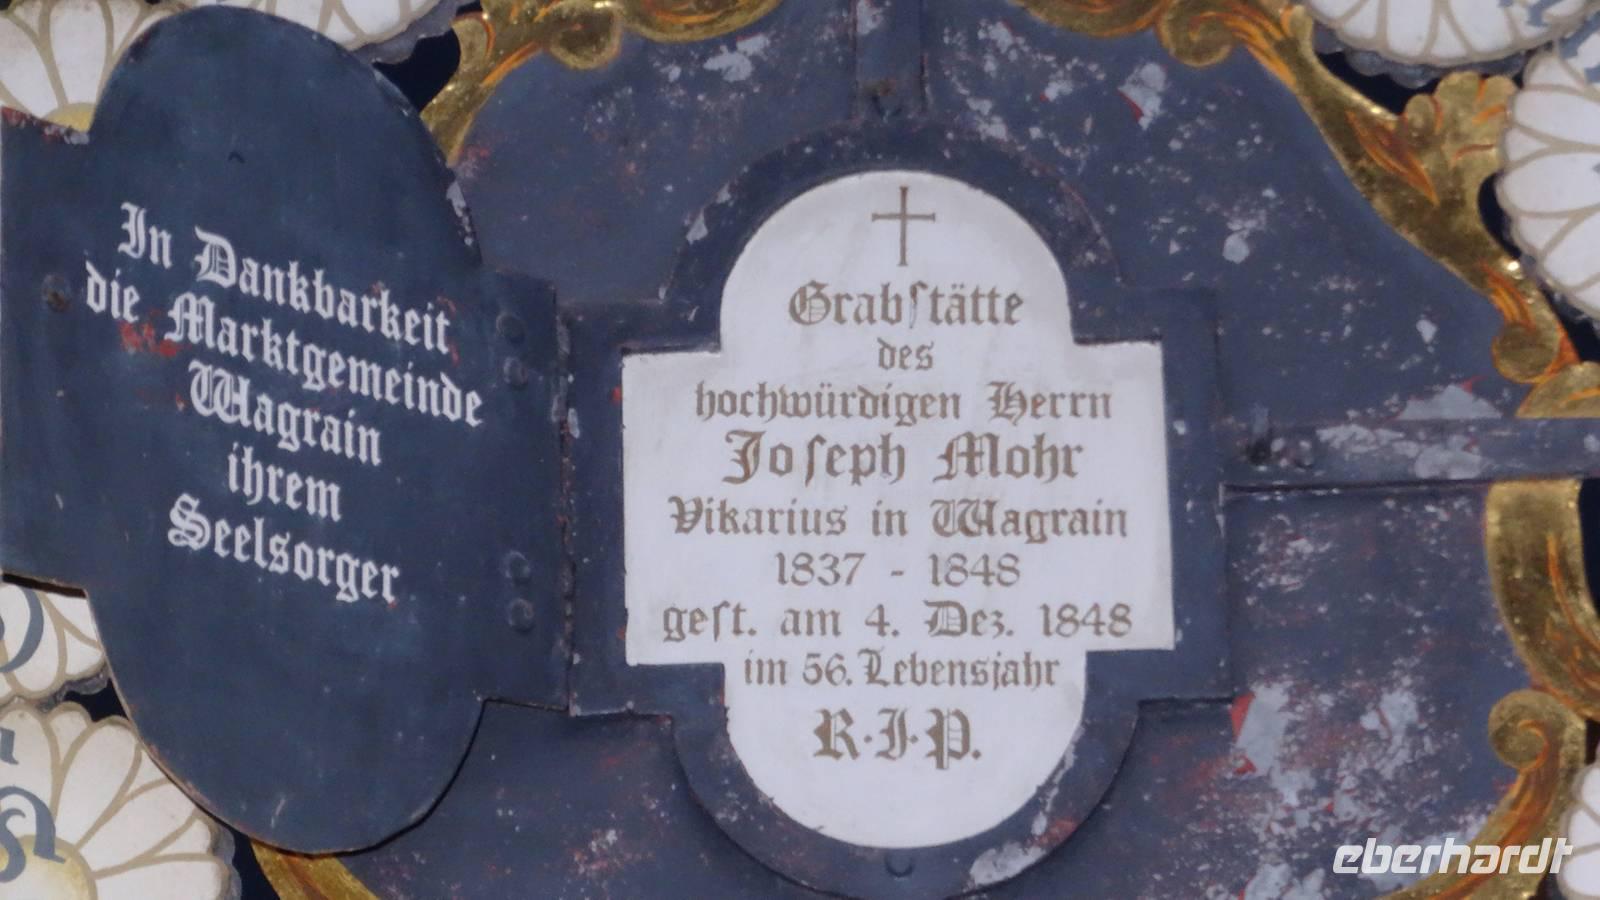 In Dankbarkeit
die Marktgemeinde
Wagrain
ihrem
Seelsorger
Grabſtätte
des
hochwürdigen Herrn
Joſeph Mohr
Vikarius in Wagrain
1837 - 1848
geſt. am 4. Dez. 1848
im 56. Lebensjahr
R·I·P.
eberhardt